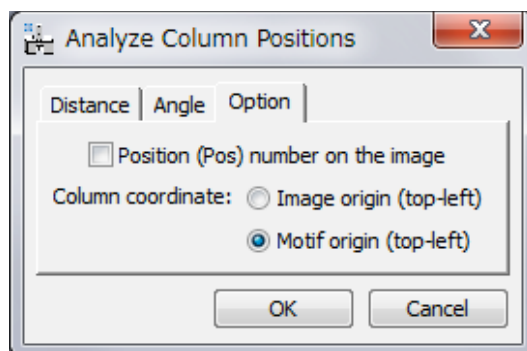 Analyze Column Positions
Distance Angle Option
Position (Pos) number on the image
Column coordinate: Image origin (top-left)
Motif origin (top-left)
OK Cancel